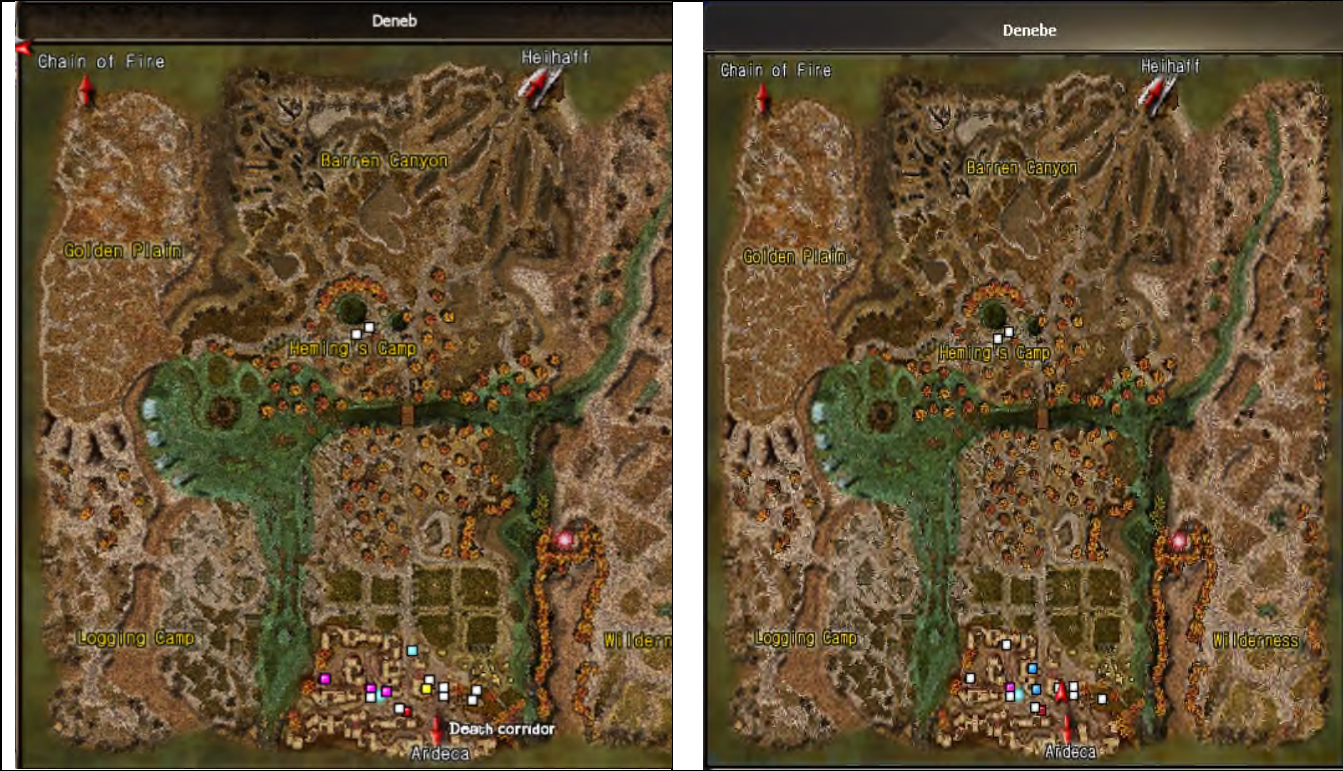 Deneb
Chain of Fire
Heihaff
Barren Canyon
Golden Plain
Heming's Camp
Logging Camp
Wildern
Death corridor
Ardeca
Denebe
Chain of Fire
Heihaff
Barren Canyon
Golden Plain
Heming's Camp
Logging Camp
Wilderness
Ardeca